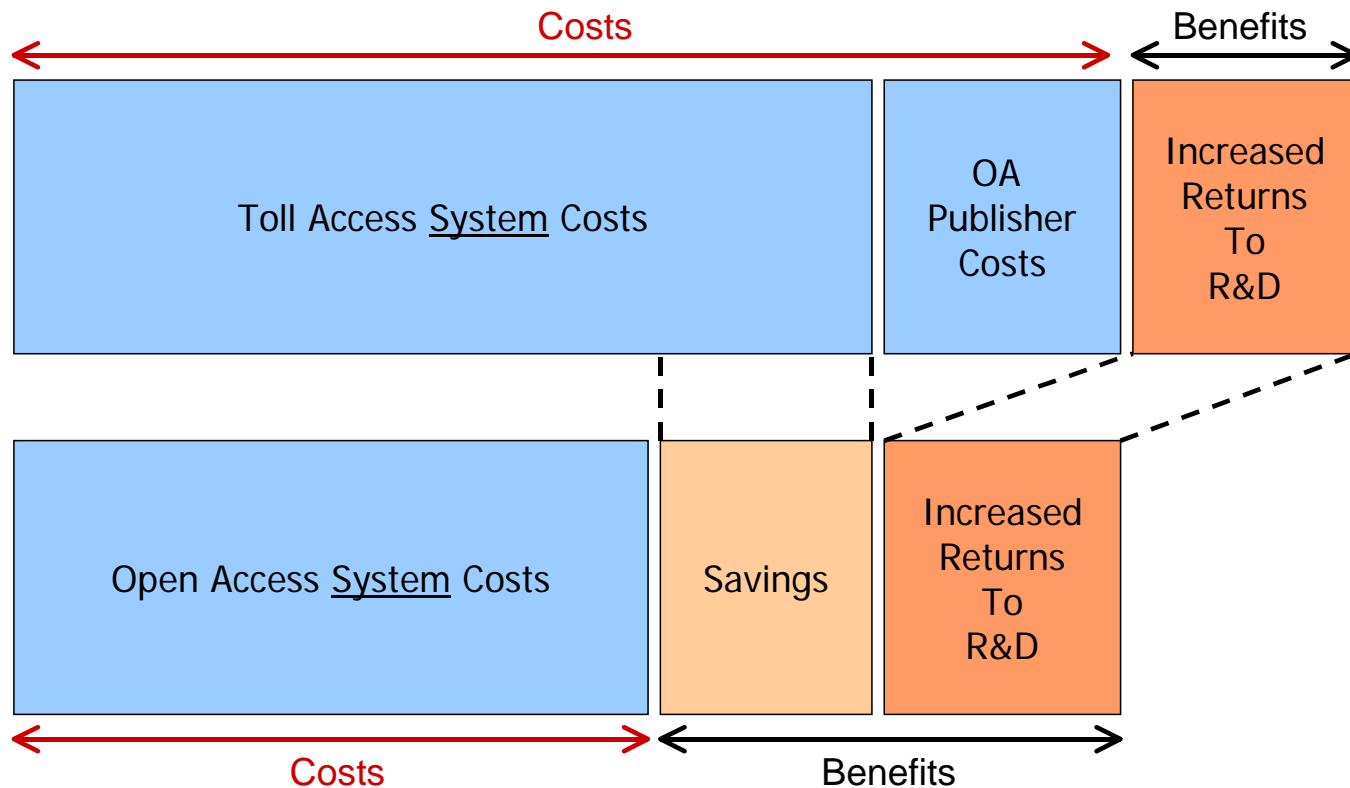 Costs
Benefits
Toll Access System Costs
OA
Publisher
Costs
Increased
Returns
To
R&D
Open Access System Costs
Savings
Increased
Returns
To
R&D
Costs
Benefits